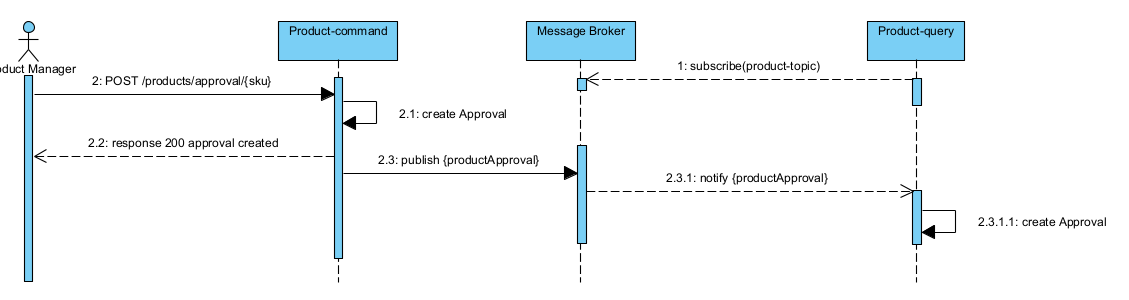 Product-command
Message Broker
Product-query
oduct Manager
1: subscribe(product-topic)
2: POST /products/approval/{sku}
2.1: create Approval
2.2: response 200 approval created
2.3: publish {productApproval}
2.3.1: notify {productApproval}
2.3.1.1: create Approval